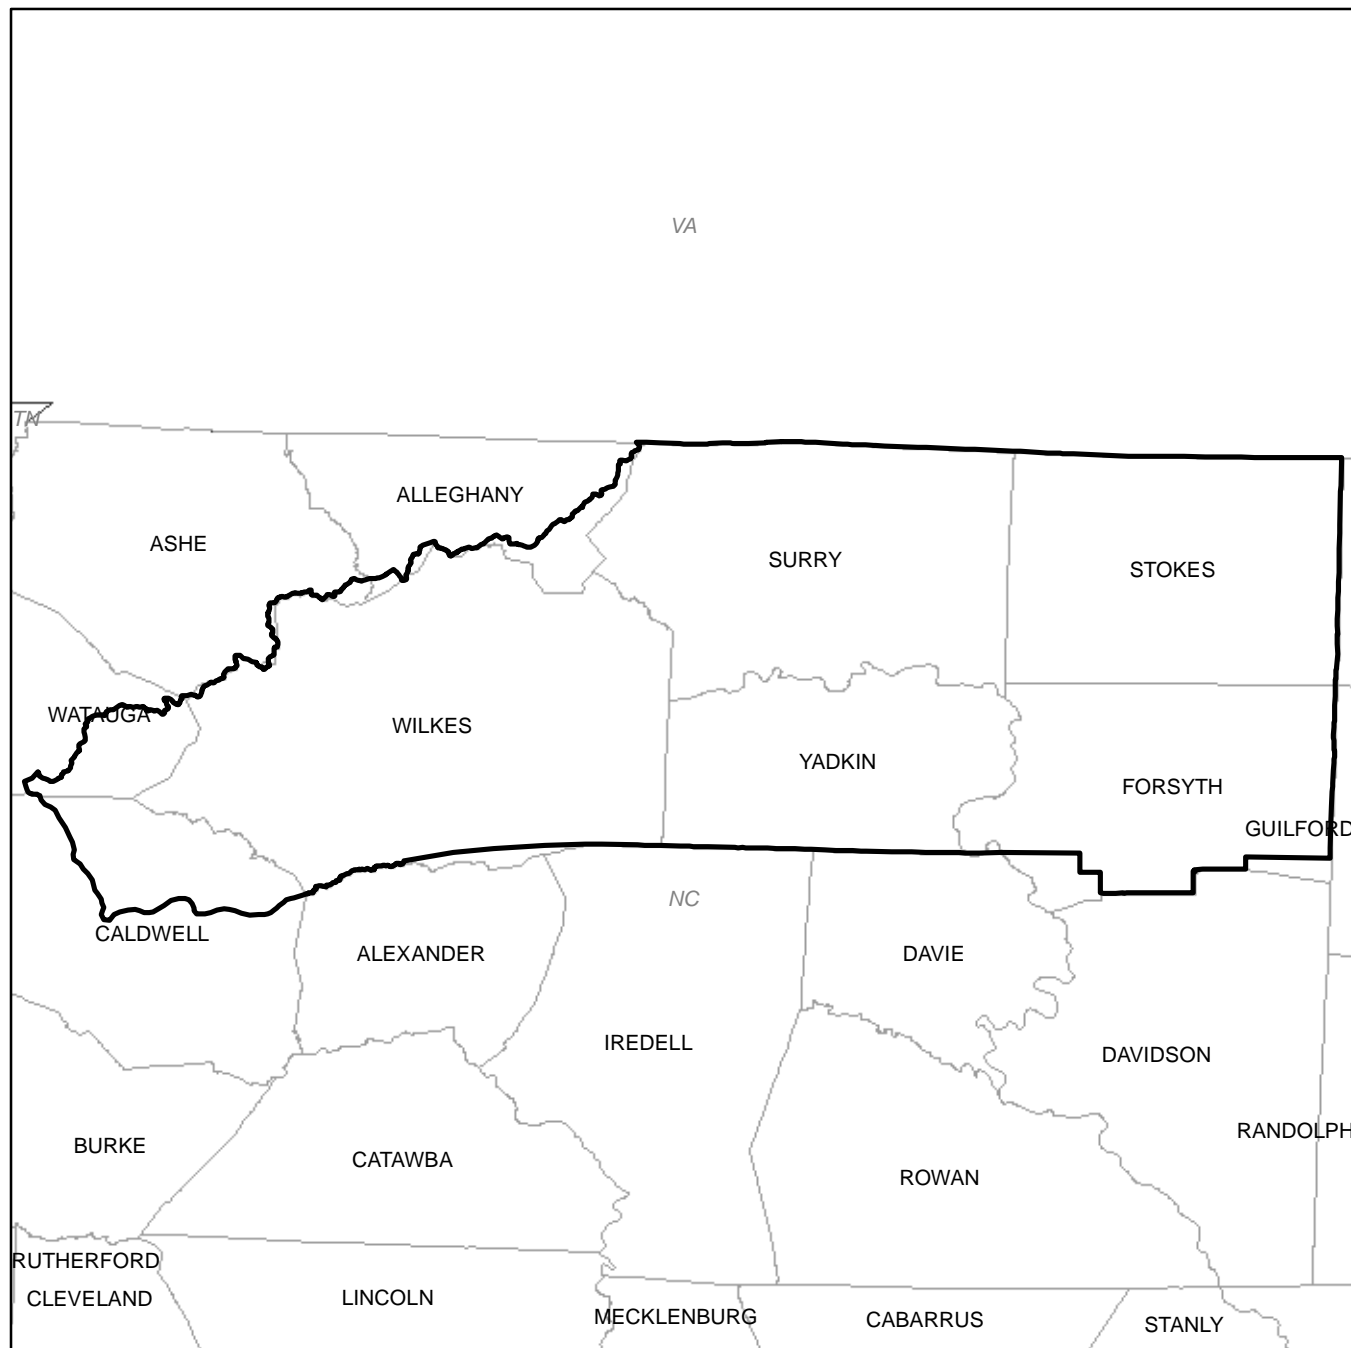 VA
TN
ALLEGHANY
ASHE
SURRY
STOKES
WATAUGA
WILKES
YADKIN
FORSYTH
GUILFORD
NC
CALDWELL
ALEXANDER
DAVIE
IREDELL
DAVIDSON
RANDOLPH
BURKE
CATAWBA
ROWAN
RUTHERFORD
CLEVELAND
LINCOLN
MECKLENBURG
CABARRUS
STANLY